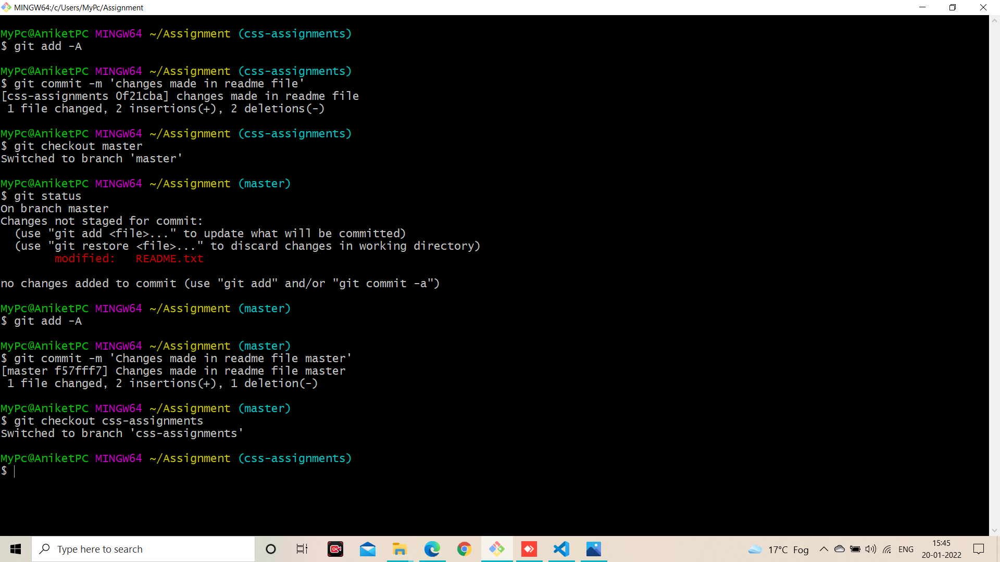 MINGW64:/c/Users/MyPc/Assignment
MyPc@AniketPC MINGW64 ~/Assignment (css-assignments)
$ git add -A
MyPc@AniketPC MINGW64 ~/Assignment (css-assignments)
$ git commit -m 'changes made in readme file'
[css-assignments 0f21cba] changes made in readme file
 1 file changed, 2 insertions(+), 2 deletions(-)
MyPc@AniketPC MINGW64 ~/Assignment (css-assignments)
$ git checkout master
Switched to branch 'master'
MyPc@AniketPC MINGW64 ~/Assignment (master)
$ git status
On branch master
Changes not staged for commit:
  (use "git add <file>..." to update what will be committed)
  (use "git restore <file>..." to discard changes in working directory)
        modified:   README.txt
no changes added to commit (use "git add" and/or "git commit -a")
MyPc@AniketPC MINGW64 ~/Assignment (master)
$ git add -A
MyPc@AniketPC MINGW64 ~/Assignment (master)
$ git commit -m 'Changes made in readme file master'
[master f57fff7] Changes made in readme file master
 1 file changed, 2 insertions(+), 1 deletion(-)
MyPc@AniketPC MINGW64 ~/Assignment (master)
$ git checkout css-assignments
Switched to branch 'css-assignments'
MyPc@AniketPC MINGW64 ~/Assignment (css-assignments)
$
Type here to search
17°C Fog
ENG
15:45
20-01-2022